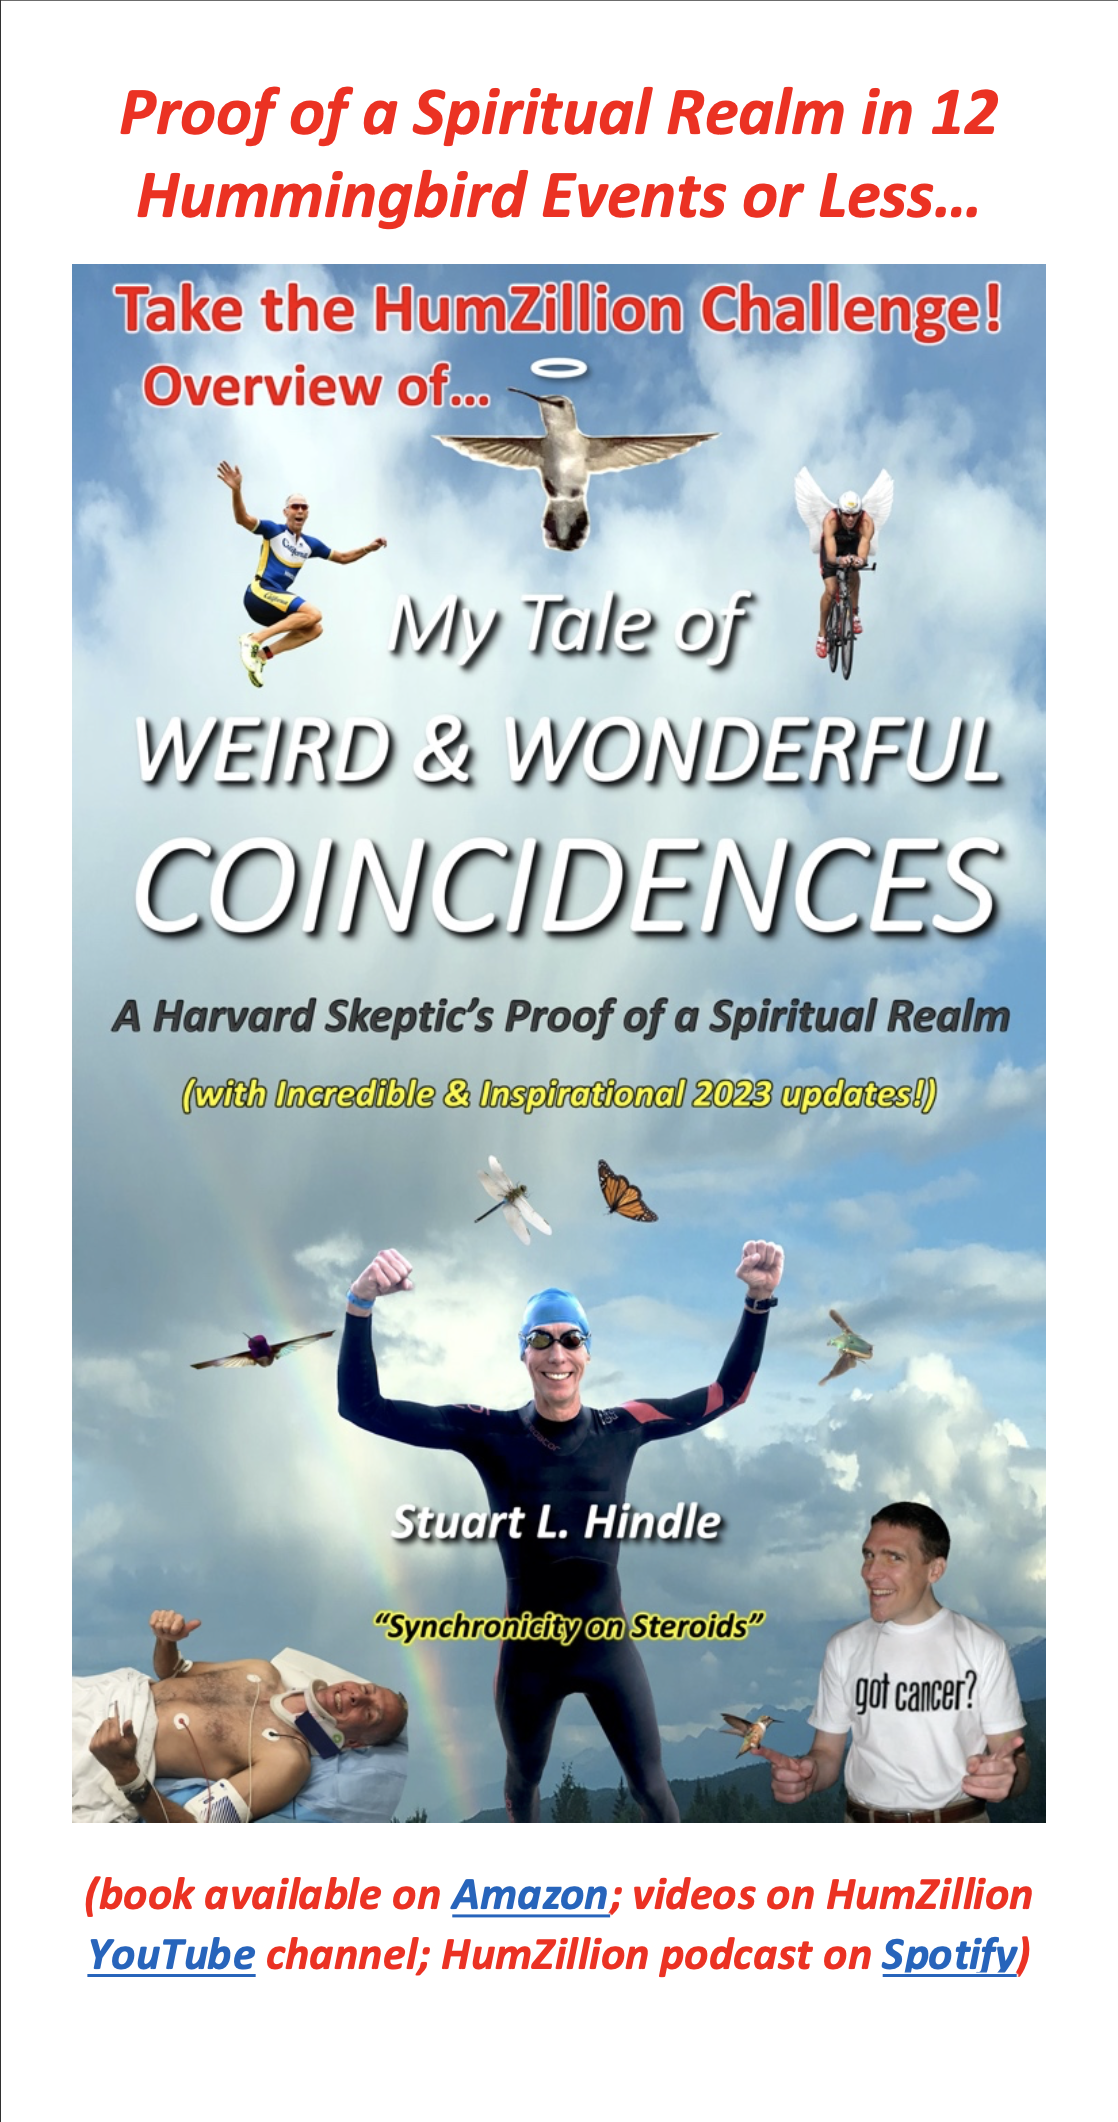 Proof of a Spiritual Realm in 12
Hummingbird Events or Less...
Take the HumZillion Challenge!
Overview of...
California
My Tale of
WEIRD & WONDERFUL
COINCIDENCES
A Harvard Skeptic's Proof of a Spiritual Realm
(with Incredible & Inspirational 2023 updates!)
Stuart L. Hindle
"Synchronicity on Steroids"
got cancer?
(book available on Amazon; videos on HumZillion
YouTube channel; HumZillion podcast on Spotify)